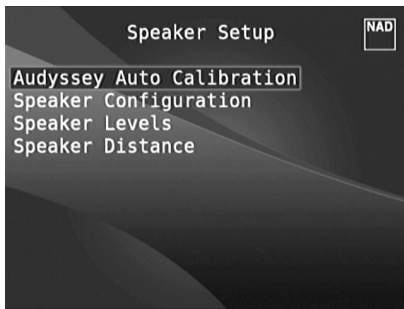 Speaker Setup
NAD
Audyssey Auto Calibration
Speaker Configuration
Speaker Levels
Speaker Distance